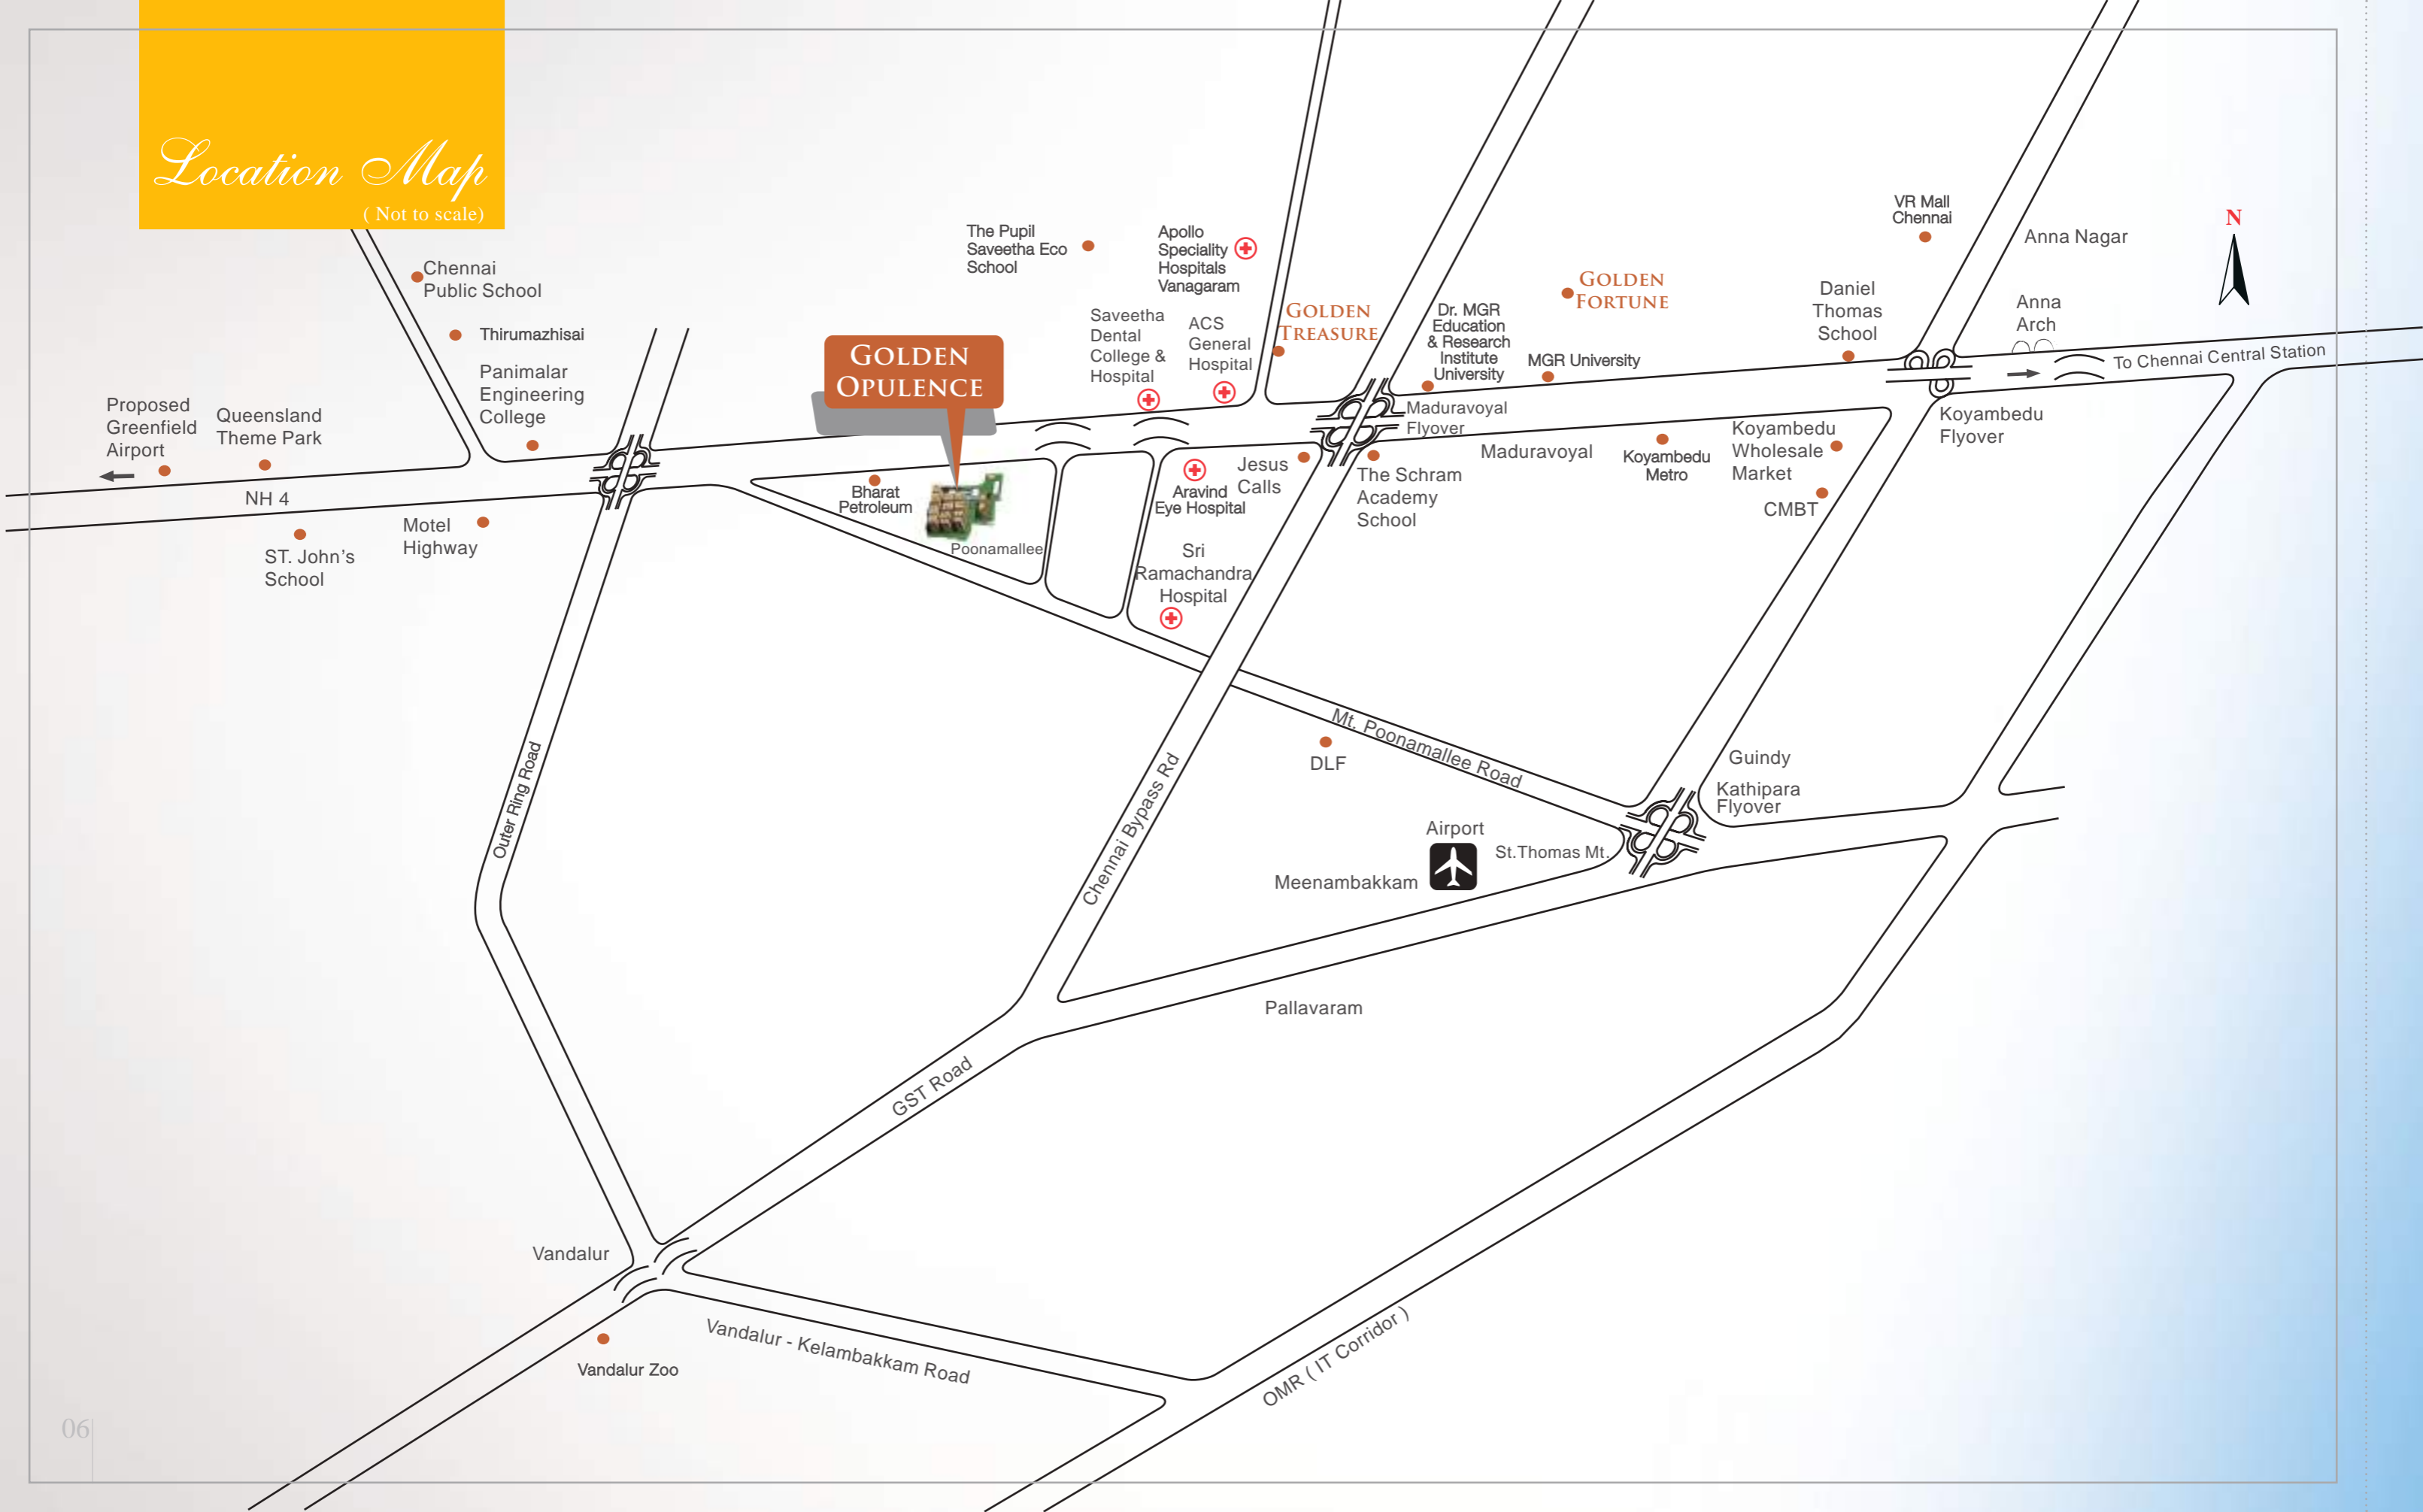 Location Map
( Not to scale)
Chennai
Public School
Thirumazhisai
Panimalar
Engineering
College
Proposed
Greenfield
Airport
Queensland
Theme Park
NH 4
ST. John's
School
Motel
Highway
GOLDEN
OPULENCE
The Pupil
Saveetha Eco
School
Apollo
Speciality
Hospitals
Vanagaram
Saveetha
Dental
College &
Hospital
ACS
General
Hospital
GOLDEN
TREASURE
Dr. MGR
Education
& Research
Institute
University
GOLDEN
FORTUNE
MGR University
Daniel
Thomas
School
VR Mall
Chennai
Anna Nagar
N
Anna
Arch
To Chennai Central Station
Koyambedu
Flyover
Maduravoyal
Flyover
Maduravoyal
Koyambedu
Metro
Koyambedu
Wholesale
Market
CMBT
Bharat
Petroleum
Poonamallee
Aravind
Eye Hospital
Jesus
Calls
The Schram
Academy
School
Sri
Ramachandra
Hospital
Mt. Poonamallee Road
DLF
Guindy
Kathipara
Flyover
Airport
St.Thomas Mt.
Meenambakkam
Outer Ring Road
Chennai Bypass Rd
Pallavaram
GST Road
Vandalur
Vandalur Zoo
Vandalur - Kelambakkam Road
OMR ( IT Corridor )
06